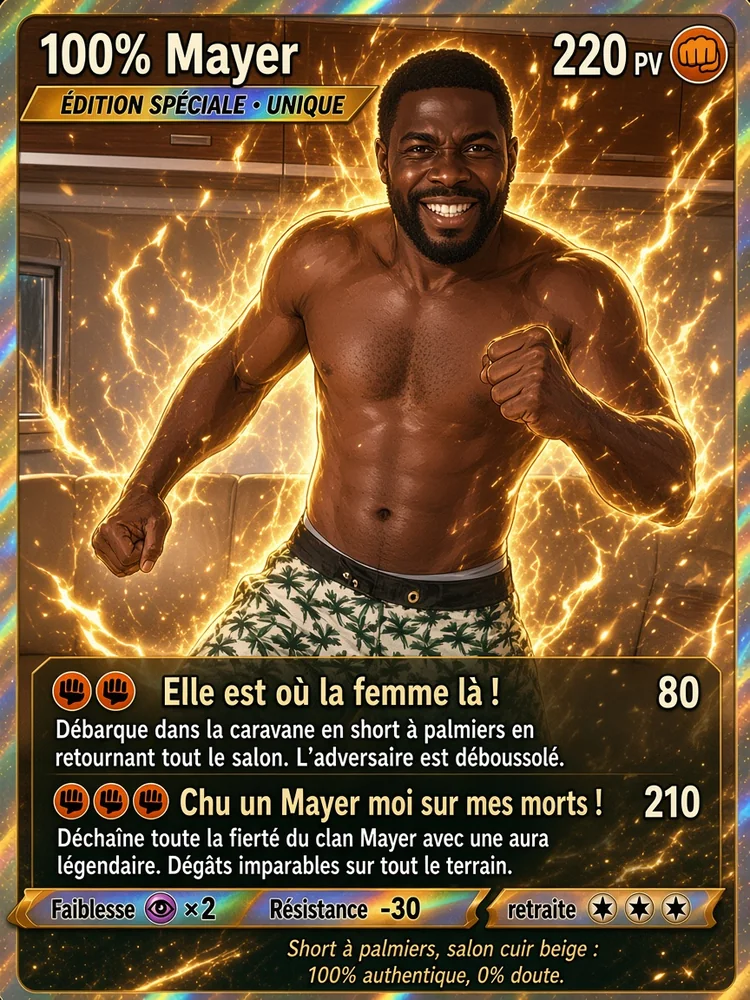 100% Mayer
220 PV
ÉDITION SPÉCIALE • UNIQUE
Elle est où la femme là ! 80
Débarque dans la caravane en short à palmiers en
retournant tout le salon. L’adversaire est déboussolé.
Chu un Mayer moi sur mes morts ! 210
Déchaîne toute la fierté du clan Mayer avec une aura
légendaire. Dégâts imparables sur tout le terrain.
Faiblesse ×2 Résistance -30 retraite
Short à palmiers, salon cuir beige :
100% authentique, 0% doute.